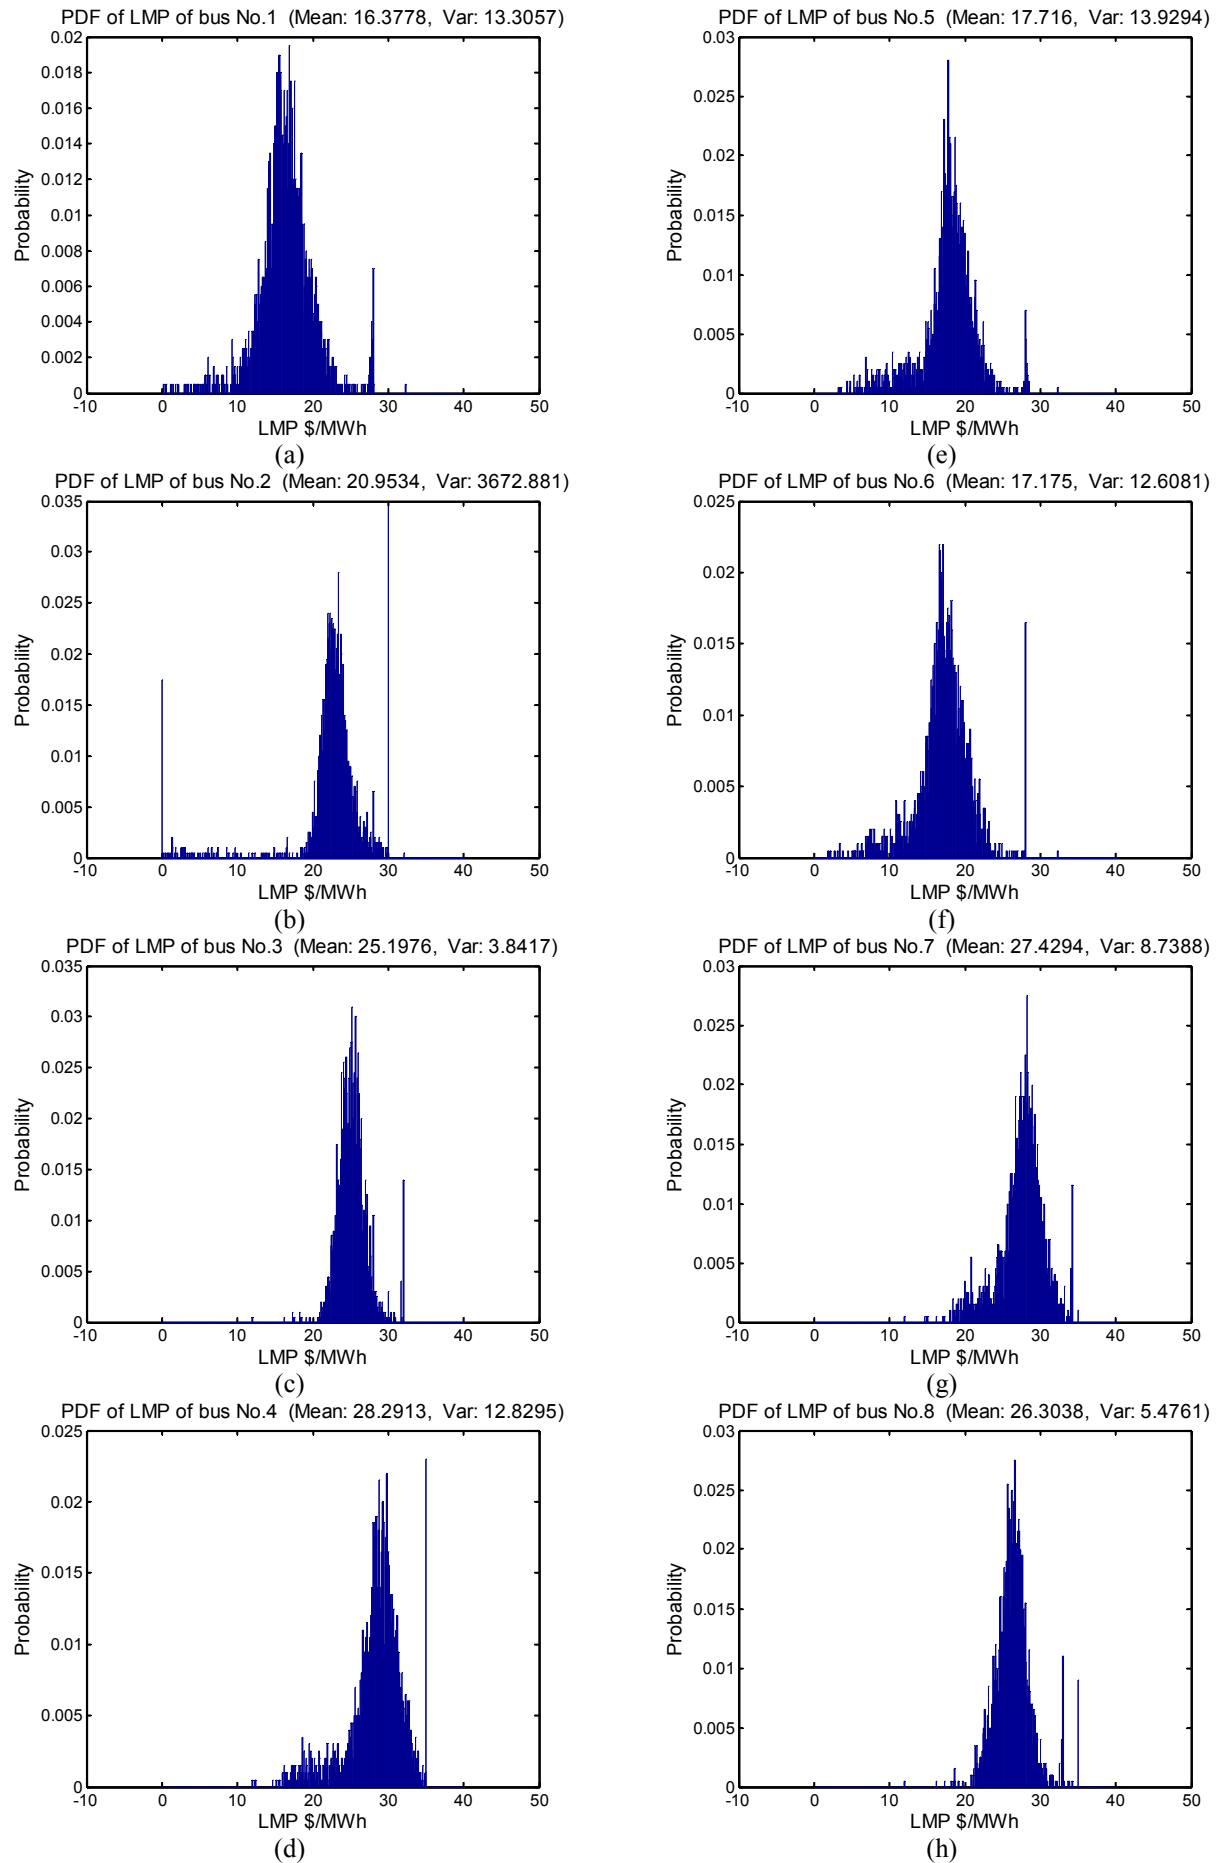 PDF of LMP of bus No.1 (Mean: 16.3778, Var: 13.3057)
0.02
0.018
0.016
0.014
0.012
0.01
0.008
0.006
0.004
0.002
0
Probability
-10 0 10 20 30 40 50
LMP $/MWh
(a)
PDF of LMP of bus No.5 (Mean: 17.716, Var: 13.9294)
0.03
0.025
0.02
0.015
0.01
0.005
0
Probability
-10 0 10 20 30 40 50
LMP $/MWh
(e)
PDF of LMP of bus No.2 (Mean: 20.9534, Var: 3672.881)
0.035
0.03
0.025
0.02
0.015
0.01
0.005
0
Probability
-10 0 10 20 30 40 50
LMP $/MWh
(b)
PDF of LMP of bus No.6 (Mean: 17.175, Var: 12.6081)
0.025
0.02
0.015
0.01
0.005
0
Probability
-10 0 10 20 30 40 50
LMP $/MWh
(f)
PDF of LMP of bus No.3 (Mean: 25.1976, Var: 3.8417)
0.035
0.03
0.025
0.02
0.015
0.01
0.005
0
Probability
-10 0 10 20 30 40 50
LMP $/MWh
(c)
PDF of LMP of bus No.7 (Mean: 27.4294, Var: 8.7388)
0.03
0.025
0.02
0.015
0.01
0.005
0
Probability
-10 0 10 20 30 40 50
LMP $/MWh
(g)
PDF of LMP of bus No.4 (Mean: 28.2913, Var: 12.8295)
0.025
0.02
0.015
0.01
0.005
0
Probability
-10 0 10 20 30 40 50
LMP $/MWh
(d)
PDF of LMP of bus No.8 (Mean: 26.3038, Var: 5.4761)
0.03
0.025
0.02
0.015
0.01
0.005
0
Probability
-10 0 10 20 30 40 50
LMP $/MWh
(h)